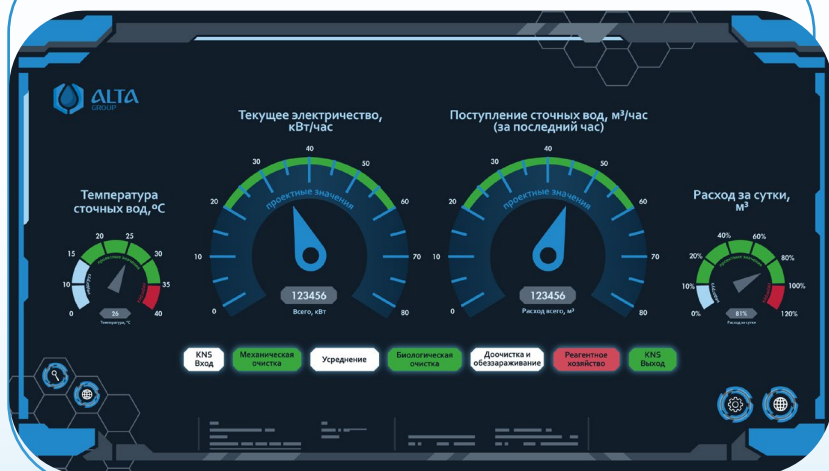 ALTA
GROUP
Текущее электричество,
кВт/час
Поступление сточных вод, м³/час
(за последний час)
Температура
сточных вод,ºС
Расход за сутки,
м³
0
10
20
30
40
50
60
70
80
проектные значения
123456
Всего, кВт
0
10
20
30
40
50
60
70
80
проектные значения
123456
Расход всего, м³
0
10
15
20
25
30
35
40
проектные значения
26
Температура, °С
0%
10%
20%
40%
60%
80%
100%
120%
проектные значения
81%
Расход за сутки
KNS
Вход
Механическая
очистка
Усреднение
Биологическая
очистка
Доочистка и
обеззараживание
Реагентное
хозяйство
KNS
Выход